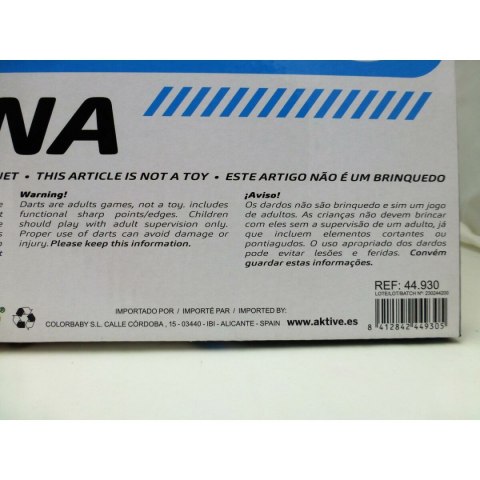 NA
• THIS ARTICLE IS NOT A TOY • ESTE ARTIGO NÃO É UM BRINQUEDO
Warning!
Darts are adults games, not a toy. includes
functional sharp points/edges. Children
should play with adult supervision only.
Proper use of darts can avoid damage or
injury. Please keep this information.
¡Aviso!
Os dardos não são brinquedo e sim um jogo
de adultos. As crianças não devem brincar
com eles sem a supervisão de um adulto, já
que incluem elementos cortantes ou
pontiagudos. O uso apropriado dos dardos
pode evitar lesões e feridas. Convém
guardar estas informações.
IMPORTADO POR / IMPORTÉ PAR / IMPORTED BY:
COLORBABY S.L. CALLE CÓRDOBA , 15 - 03440 - IBI - ALICANTE - SPAIN
www.aktive.es
REF: 44.930
LOTE/LOT/BATCH Nº: 230244200
8 412842 449305